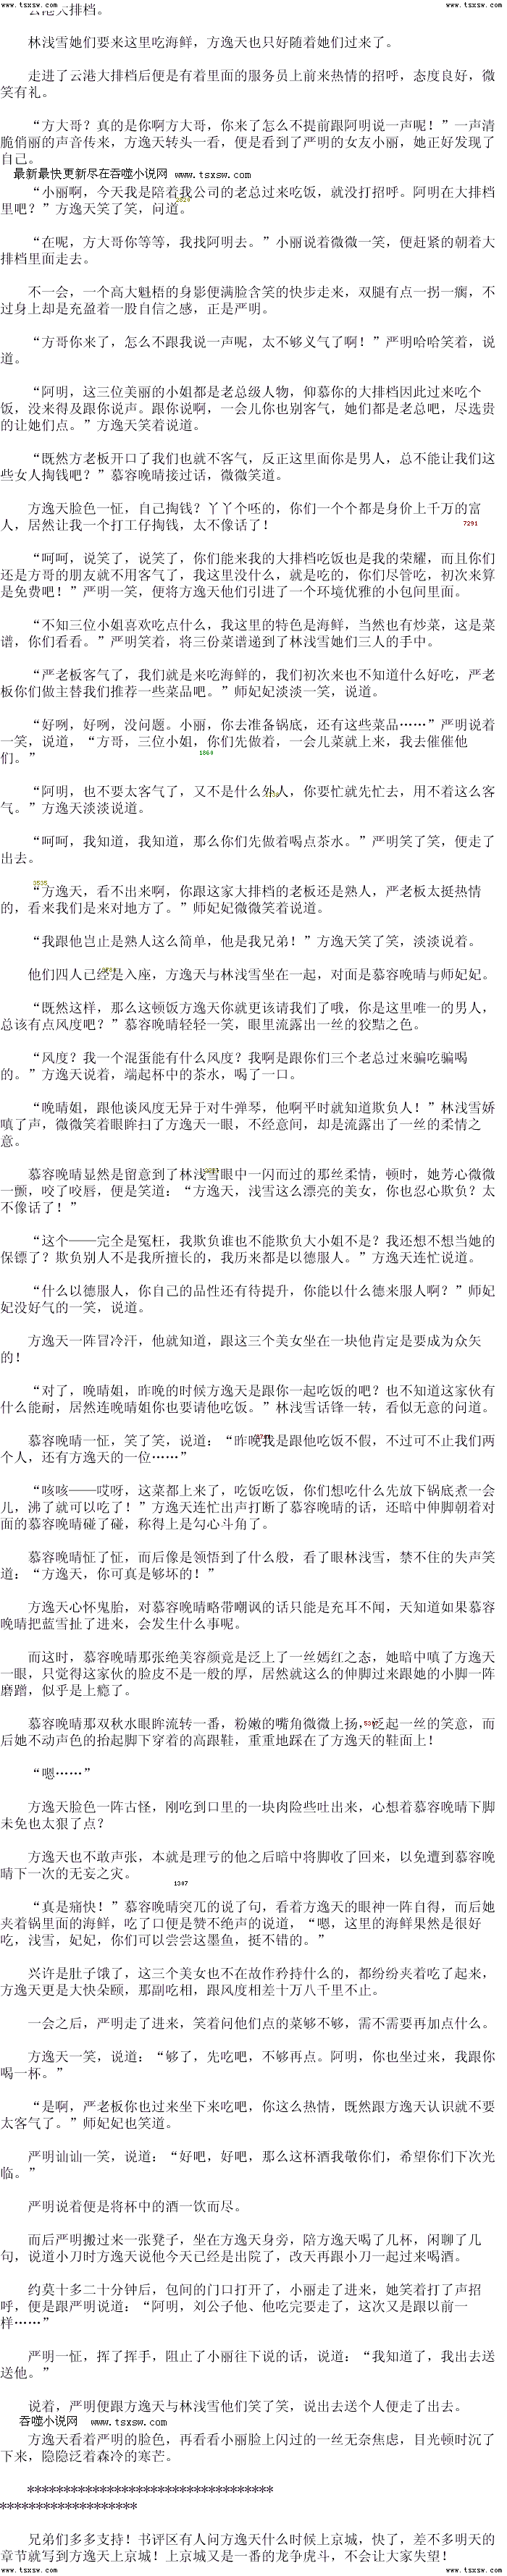 www.tsxsw.com www.tsxsw.com
云港大排档。
林浅雪她们要来这里吃海鲜，方逸天也只好随着她们过来了。
走进了云港大排档后便是有着里面的服务员上前来热情的招呼，态度良好，微
笑有礼。
“方大哥？真的是你啊方大哥，你来了怎么不提前跟阿明说一声呢！”一声清
脆俏丽的声音传来，方逸天转头一看，便是看到了严明的女友小丽，她正好发现了
自己。
最新最快更新尽在吞噬小说网 www.tsxsw.com
“小丽啊，今天我是陪着我公司的老总过来吃饭，就没打招呼。阿明在大排档
里吧？”方逸天笑了笑，问道。
2820
“在呢，方大哥你等等，我找阿明去。”小丽说着微微一笑，便赶紧的朝着大
排档里面走去。
不一会，一个高大魁梧的身影便满脸含笑的快步走来，双腿有点一拐一瘸，不
过身上却是充盈着一股自信之感，正是严明。
“方哥你来了，怎么不跟我说一声呢，太不够义气了啊！”严明哈哈笑着，说
道。
“阿明，这三位美丽的小姐都是老总级人物，仰慕你的大排档因此过来吃个
饭，没来得及跟你说声。跟你说啊，一会儿你也别客气，她们都是老总吧，尽选贵
的让她们点。”方逸天笑着说道。
“既然方老板开口了我们也就不客气，反正这里面你是男人，总不能让我们这
些女人掏钱吧？”慕容晚晴接过话，微微笑道。
方逸天脸色一怔，自己掏钱？丫丫个呸的，你们一个个都是身价上千万的富
人，居然让我一个打工仔掏钱，太不像话了！
7291
“呵呵，说笑了，说笑了，你们能来我的大排档吃饭也是我的荣耀，而且你们
还是方哥的朋友就不用客气了，我这里没什么，就是吃的，你们尽管吃，初次来算
是免费吧！”严明一笑，便将方逸天他们引进了一个环境优雅的小包间里面。
“不知三位小姐喜欢吃点什么，我这里的特色是海鲜，当然也有炒菜，这是菜
谱，你们看看。”严明笑着，将三份菜谱递到了林浅雪她们三人的手中。
“严老板客气了，我们就是来吃海鲜的，我们初次来也不知道什么好吃，严老
板你们做主替我们推荐一些菜品吧。”师妃妃淡淡一笑，说道。
“好咧，好咧，没问题。小丽，你去准备锅底，还有这些菜品……”严明说着
一笑，说道，“方哥，三位小姐，你们先做着，一会儿菜就上来，我去催催他
们。”
1860
“阿明，也不要太客气了，又不是什么外人，你要忙就先忙去，用不着这么客
气。”方逸天淡淡说道。
“呵呵，我知道，我知道，那么你们先做着喝点茶水。”严明笑了笑，便走了
出去。
3535
“方逸天，看不出来啊，你跟这家大排档的老板还是熟人，严老板太挺热情
的，看来我们是来对地方了。”师妃妃微微笑着说道。
“我跟他岂止是熟人这么简单，他是我兄弟！”方逸天笑了笑，淡淡说着。
他们四人已经是入座，方逸天与林浅雪坐在一起，对面是慕容晚晴与师妃妃。
“既然这样，那么这顿饭方逸天你就更该请我们了哦，你是这里唯一的男人，
总该有点风度吧？”慕容晚晴轻轻一笑，眼里流露出一丝的狡黠之色。
“风度？我一个混蛋能有什么风度？我啊是跟你们三个老总过来骗吃骗喝
的。”方逸天说着，端起杯中的茶水，喝了一口。
“晚晴姐，跟他谈风度无异于对牛弹琴，他啊平时就知道欺负人！”林浅雪娇
嗔了声，微微笑着眼眸扫了方逸天一眼，不经意间，却是流露出了一丝的柔情之
意。
慕容晚晴显然是留意到了林浅雪眼中一闪而过的那丝柔情，顿时，她芳心微微
一颤，咬了咬唇，便是笑道：“方逸天，浅雪这么漂亮的美女，你也忍心欺负？太
不像话了！”
“这个——完全是冤枉，我欺负谁也不能欺负大小姐不是？我还想不想当她的
保镖了？欺负别人不是我所擅长的，我历来都是以德服人。”方逸天连忙说道。
“什么以德服人，你自己的品性还有待提升，你能以什么德来服人啊？”师妃
妃没好气的一笑，说道。
方逸天一阵冒冷汗，他就知道，跟这三个美女坐在一块他肯定是要成为众矢
的！
“对了，晚晴姐，昨晚的时候方逸天是跟你一起吃饭的吧？也不知道这家伙有
什么能耐，居然连晚晴姐你也要请他吃饭。”林浅雪话锋一转，看似无意的问道。
慕容晚晴一怔，笑了笑，说道：“昨晚我是跟他吃饭不假，不过可不止我们两
个人，还有方逸天的一位……”
“咳咳——哎呀，这菜都上来了，吃饭吃饭，你们想吃什么先放下锅底煮一会
儿，沸了就可以吃了！”方逸天连忙出声打断了慕容晚晴的话，还暗中伸脚朝着对
面的慕容晚晴碰了碰，称得上是勾心斗角了。
慕容晚晴怔了怔，而后像是领悟到了什么般，看了眼林浅雪，禁不住的失声笑
道：“方逸天，你可真是够坏的！”
方逸天心怀鬼胎，对慕容晚晴略带嘲讽的话只能是充耳不闻，天知道如果慕容
晚晴把蓝雪扯了进来，会发生什么事呢。
而这时，慕容晚晴那张绝美容颜竟是泛上了一丝嫣红之态，她暗中嗔了方逸天
一眼，只觉得这家伙的脸皮不是一般的厚，居然就这么的伸脚过来跟她的小脚一阵
磨蹭，似乎是上瘾了。
慕容晚晴那双秋水眼眸流转一番，粉嫩的嘴角微微上扬，泛起一丝的笑意，而
后她不动声色的抬起脚下穿着的高跟鞋，重重地踩在了方逸天的鞋面上！
“嗯……”
方逸天脸色一阵古怪，刚吃到口里的一块肉险些吐出来，心想着慕容晚晴下脚
未免也太狠了点？
方逸天也不敢声张，本就是理亏的他之后暗中将脚收了回来，以免遭到慕容晚
晴下一次的无妄之灾。
1307
“真是痛快！”慕容晚晴突兀的说了句，看着方逸天的眼神一阵自得，而后她
夹着锅里面的海鲜，吃了口便是赞不绝声的说道，“嗯，这里的海鲜果然是很好
吃，浅雪，妃妃，你们可以尝尝这墨鱼，挺不错的。”
兴许是肚子饿了，这三个美女也不在故作矜持什么的，都纷纷夹着吃了起来，
方逸天更是大快朵颐，那副吃相，跟风度相差十万八千里不止。
一会之后，严明走了进来，笑着问他们点的菜够不够，需不需要再加点什么。
方逸天一笑，说道：“够了，先吃吧，不够再点。阿明，你也坐过来，我跟你
喝一杯。”
“是啊，严老板你也过来坐下来吃吧，你这么热情，既然跟方逸天认识就不要
太客气了。”师妃妃也笑道。
严明讪讪一笑，说道：“好吧，好吧，那么这杯酒我敬你们，希望你们下次光
临。”
严明说着便是将杯中的酒一饮而尽。
而后严明搬过来一张凳子，坐在方逸天身旁，陪方逸天喝了几杯，闲聊了几
句，说道小刀时方逸天说他今天已经是出院了，改天再跟小刀一起过来喝酒。
约莫十多二十分钟后，包间的门口打开了，小丽走了进来，她笑着打了声招
呼，便是跟严明说道：“阿明，刘公子他、他吃完要走了，这次又是跟以前一
样……”
严明一怔，挥了挥手，阻止了小丽往下说的话，说道：“我知道了，我出去送
送他。”
说着，严明便跟方逸天与林浅雪他们笑了笑，说出去送个人便走了出去。
吞噬小说网 www.tsxsw.com
方逸天看着严明的脸色，再看看小丽脸上闪过的一丝无奈焦虑，目光顿时沉了
下来，隐隐泛着森冷的寒芒。
**********************************
*******************
兄弟们多多支持！书评区有人问方逸天什么时候上京城，快了，差不多明天的
章节就写到方逸天上京城了！上京城又是一番的龙争虎斗，不会让大家失望！
www.tsxsw.com www.tsxsw.com